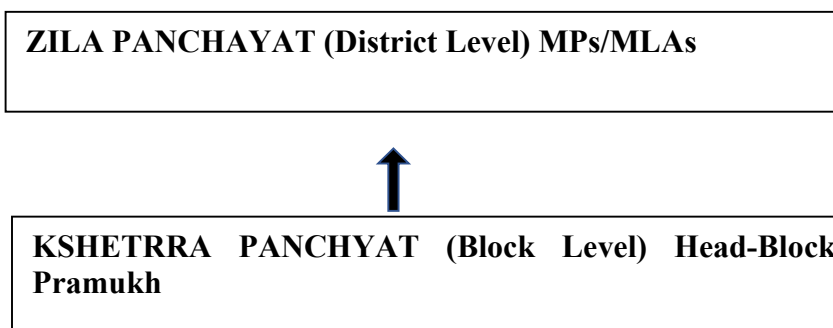 ZILA PANCHAYAT (District Level) MPs/MLAs
KSHETRRA PANCHYAT (Block Level) Head-Block
Pramukh